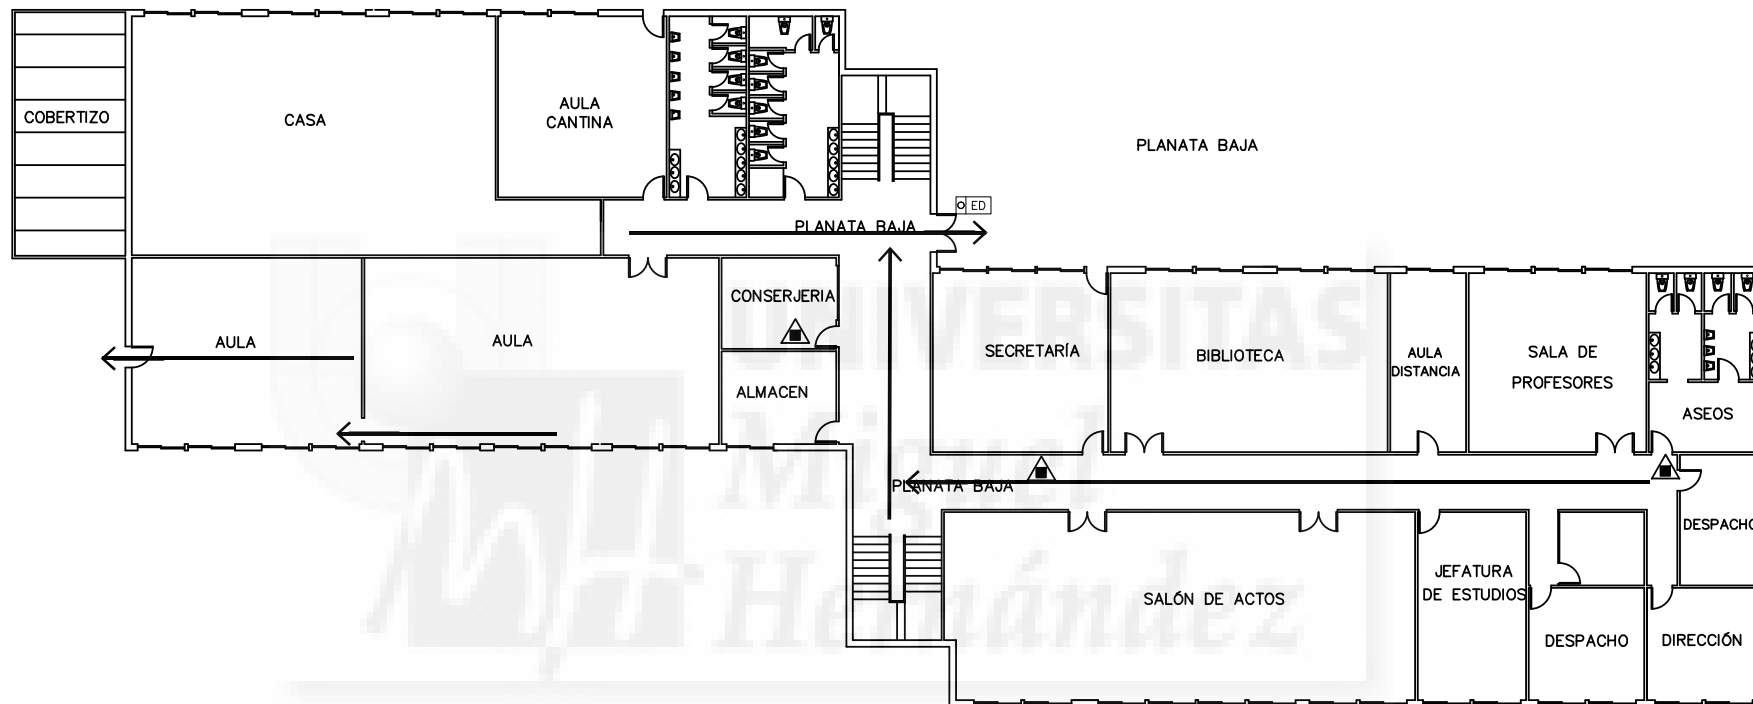 COBERTIZO
CASA
AULA
CANTINA
PLANATA BAJA
ED
PLANATA BAJA
CONSERJERIA
AULA
AULA
ALMACEN
SECRETARÍA
BIBLIOTECA
AULA
DISTANCIA
SALA DE
PROFESORES
ASEOS
PLANATA BAJA
DESPACHO
SALÓN DE ACTOS
JEFATURA
DE ESTUDIOS
DESPACHO
DIRECCIÓN
UNIVERSITAS
Miguel
Hernández